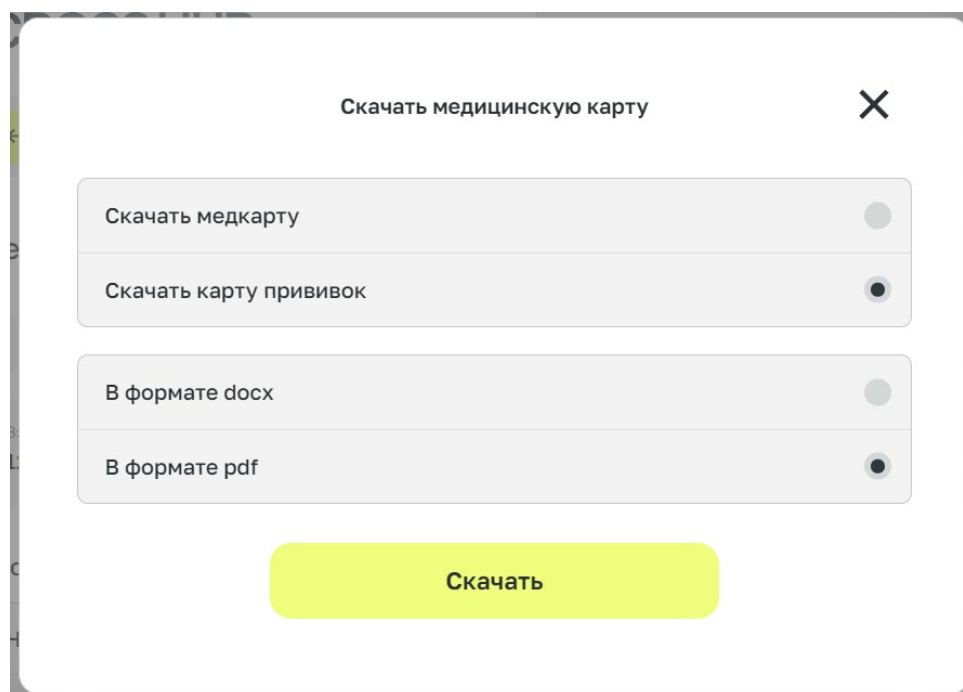 Скачать медицинскую карту
Скачать медкарту
Скачать карту прививок
В формате docx
В формате pdf
Скачать